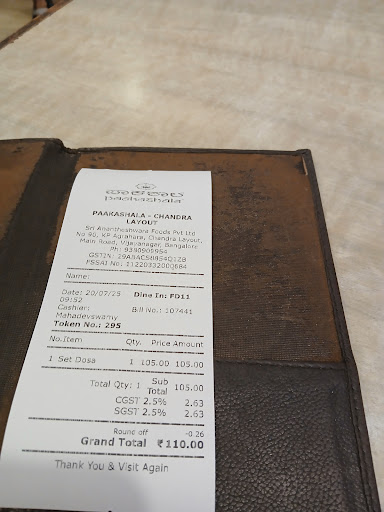 ಪಾಕಶಾಲಾ
paakashala
PAAKASHALA - CHANDRA
LAYOUT
Sri Anantheshwara Foods Pvt Ltd
No 90, KP Agrahara, Chandra Layout,
Main Road, Vijayanagar, Bangalore
Name:
Date: 20/07/25 Dine In: FD11
09:52
Cashier: Bill No.: 107441
Mahadevswamy
Token No.: 295
No.Item Qty. Price Amount
1 Set Dosa 1 105.00 105.00
Total Qty: 1 Sub Total 105.00
CGST 2.5% 2.63
SGST 2.5% 2.63
Round off -0.26
Grand Total ₹110.00
Thank You & Visit Again